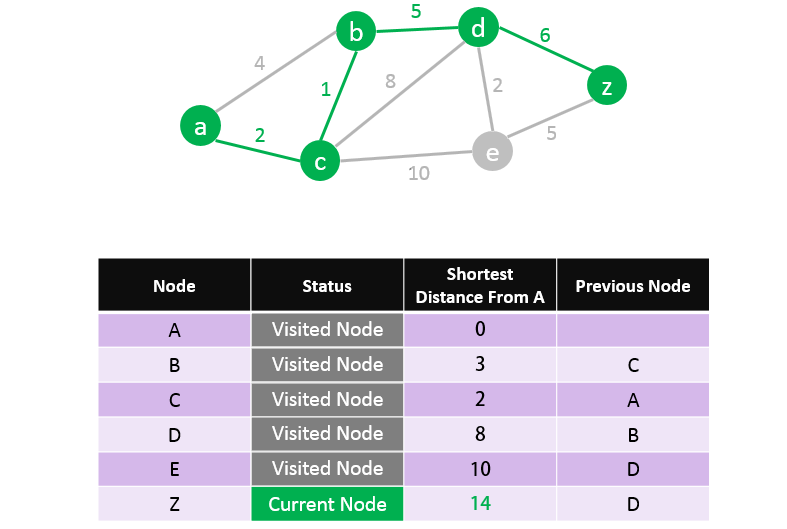 5
b
d
6
4
z
8
2
1
a
2
5
c
e
10
Node Status Shortest Distance From A Previous Node
A Visited Node 0
B Visited Node 3 C
C Visited Node 2 A
D Visited Node 8 B
E Visited Node 10 D
Z Current Node 14 D